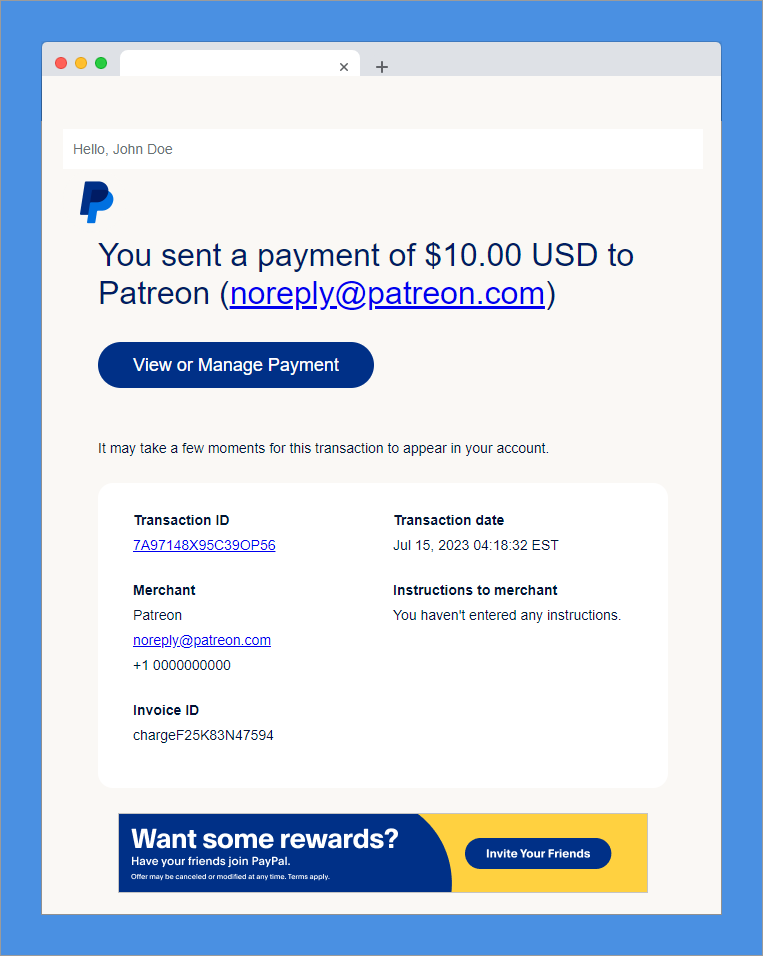 Hello, John Doe
You sent a payment of $10.00 USD to
Patreon (noreply@patreon.com)
View or Manage Payment
It may take a few moments for this transaction to appear in your account.
Transaction ID
7A97148X95C39OP56
Transaction date
Jul 15, 2023 04:18:32 EST
Merchant
Patreon
noreply@patreon.com
+1 0000000000
Instructions to merchant
You haven't entered any instructions.
Invoice ID
chargeF25K83N47594
Want some rewards?
Have your friends join PayPal.
Offer may be canceled or modified at any time. Terms apply.
Invite Your Friends